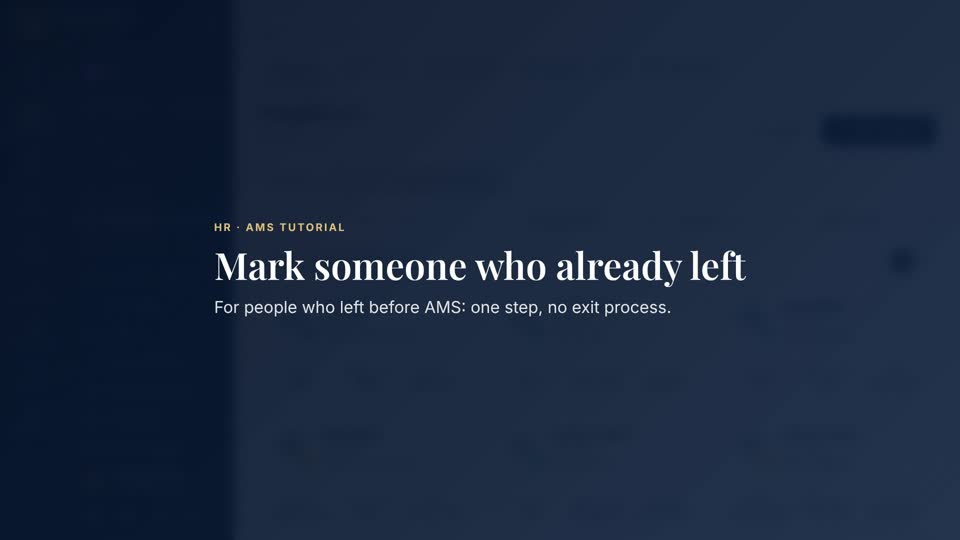 HR · AMS TUTORIAL
Mark someone who already left
For people who left before AMS: one step, no exit process.